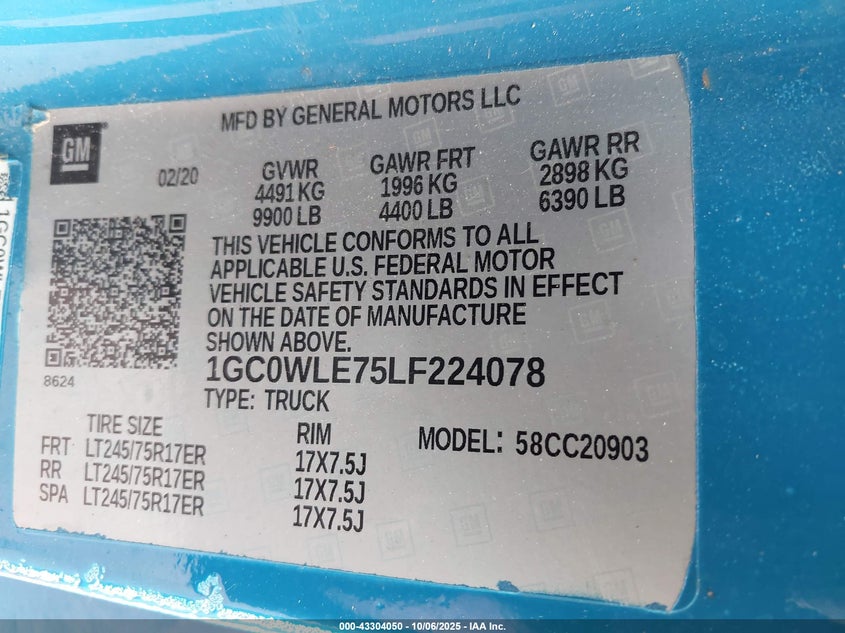 MFD BY GENERAL MOTORS LLC
GM
02/20
GVWR GAWR FRT GAWR RR
4491 KG 1996 KG 2898 KG
9900 LB 4400 LB 6390 LB
THIS VEHICLE CONFORMS TO ALL
APPLICABLE U.S. FEDERAL MOTOR
VEHICLE SAFETY STANDARDS IN EFFECT
ON THE DATE OF MANUFACTURE
SHOWN ABOVE.
8624
1GC0WLE75LF224078
TYPE: TRUCK
TIRE SIZE RIM MODEL: 58CC20903
FRT LT245/75R17ER 17X7.5J
RR LT245/75R17ER 17X7.5J
SPA LT245/75R17ER 17X7.5J
000-43304050 - 10/06/2025 - IAA Inc.